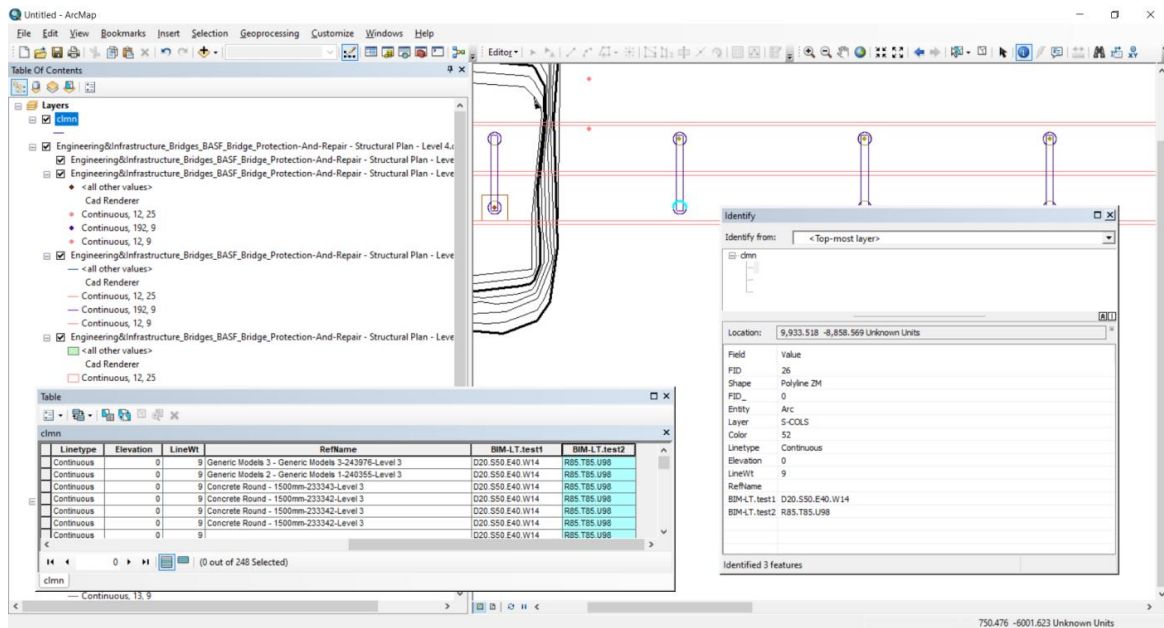 Untitled - ArcMap
File Edit View Bookmarks Insert Selection Geoprocessing Customize Windows Help
Editor
Table Of Contents
Layers
clmn
Engineering&Infrastructure_Bridges_BASF_Bridge_Protection-And-Repair - Structural Plan - Level 4.
Engineering&Infrastructure_Bridges_BASF_Bridge_Protection-And-Repair - Structural Plan - Leve
Engineering&Infrastructure_Bridges_BASF_Bridge_Protection-And-Repair - Structural Plan - Leve
<all other values>
Cad Renderer
Continuous, 12, 25
Continuous, 192, 9
Continuous, 12, 9
Engineering&Infrastructure_Bridges_BASF_Bridge_Protection-And-Repair - Structural Plan - Leve
<all other values>
Cad Renderer
Continuous, 12, 25
Continuous, 192, 9
Continuous, 12, 9
Engineering&Infrastructure_Bridges_BASF_Bridge_Protection-And-Repair - Structural Plan - Leve
<all other values>
Cad Renderer
Continuous, 12, 25
Table
clmn
Linetype Elevation LineWt RefName BIM-LT.test1 BIM-LT.test2
Continuous 0 9 Generic Models 3 - Generic Models 3-243976-Level 3 D20.S50.E40.W14 R85.T85.U98
Continuous 0 9 Generic Models 2 - Generic Models 1-240355-Level 3 D20.S50.E40.W14 R85.T85.U98
Continuous 0 9 Concrete Round - 1500mm-233343-Level 3 D20.S50.E40.W14 R85.T85.U98
Continuous 0 9 Concrete Round - 1500mm-233342-Level 3 D20.S50.E40.W14 R85.T85.U98
Continuous 0 9 Concrete Round - 1500mm-233342-Level 3 D20.S50.E40.W14 R85.T85.U98
Continuous 0 9 Concrete Round - 1500mm-233342-Level 3 D20.S50.E40.W14 R85.T85.U98
Continuous 0 9 D20.S50.E40.W14 R85.T85.U98
0 (0 out of 248 Selected)
clmn
Continuous, 13, 9
Identify
Identify from: <Top-most layer>
clmn
Location: 9,933.518 -8,858.569 Unknown Units
Field Value
FID 26
Shape Polyline ZM
FID_ 0
Entity Arc
Layer S-COLS
Color 52
Linetype Continuous
Elevation 0
LineWt 9
RefName
BIM-LT.test1 D20.S50.E40.W14
BIM-LT.test2 R85.T85.U98
Identified 3 features
750.476 -6001.623 Unknown Units